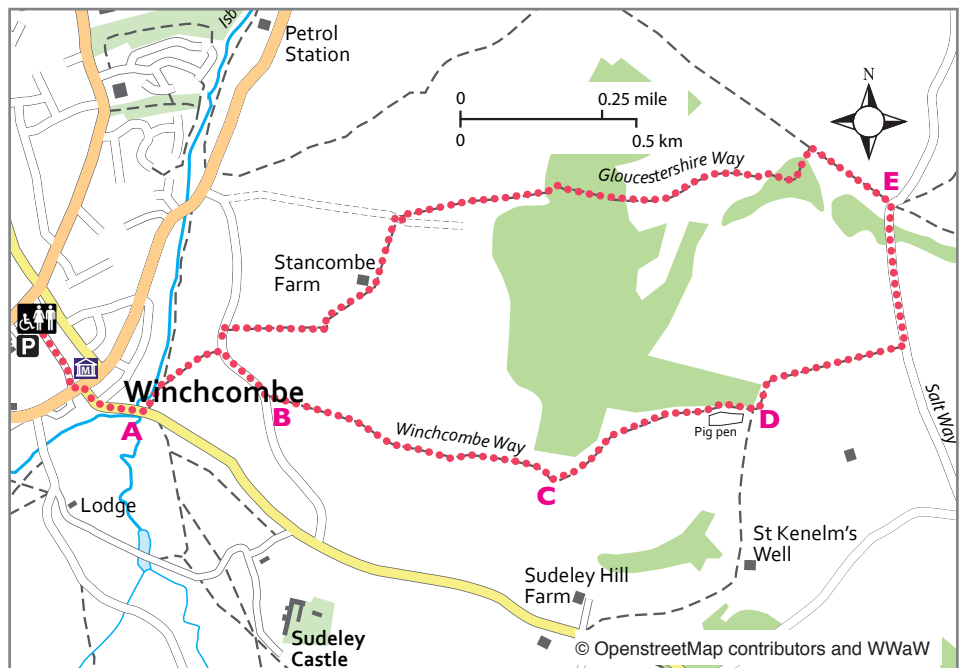 Isb
Petrol
Station
0
0.25 mile
0
0.5 km
N
Gloucestershire Way
E
Stancombe
Farm
P
M
Winchcombe
A
B
Winchcombe Way
C
D
Pig pen
Salt Way
Lodge
St Kenelm's
Well
Sudeley Hill
Farm
Sudeley
Castle
© OpenstreetMap contributors and WWaW